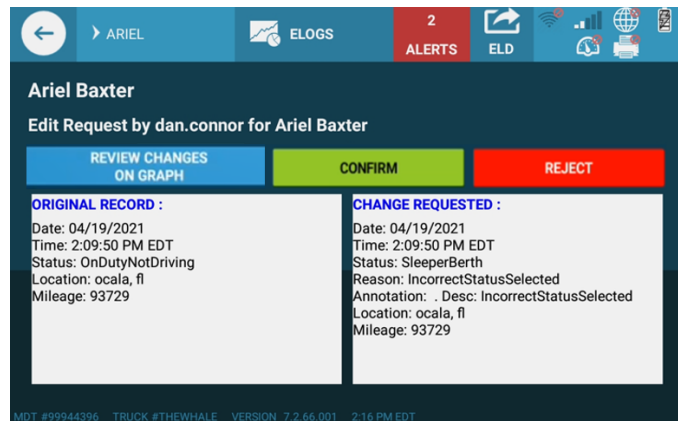 ARIEL
ELOGS
2
ALERTS
ELD
Ariel Baxter
Edit Request by dan.connor for Ariel Baxter
REVIEW CHANGES
ON GRAPH
CONFIRM
REJECT
ORIGINAL RECORD :
Date: 04/19/2021
Time: 2:09:50 PM EDT
Status: OnDutyNotDriving
Location: ocala, fl
Mileage: 93729
CHANGE REQUESTED :
Date: 04/19/2021
Time: 2:09:50 PM EDT
Status: SleeperBerth
Reason: IncorrectStatusSelected
Annotation: . Desc: IncorrectStatusSelected
Location: ocala, fl
Mileage: 93729
MDT #99944396 TRUCK #THEWHALE VERSION 7.2.66.001 2:16 PM EDT